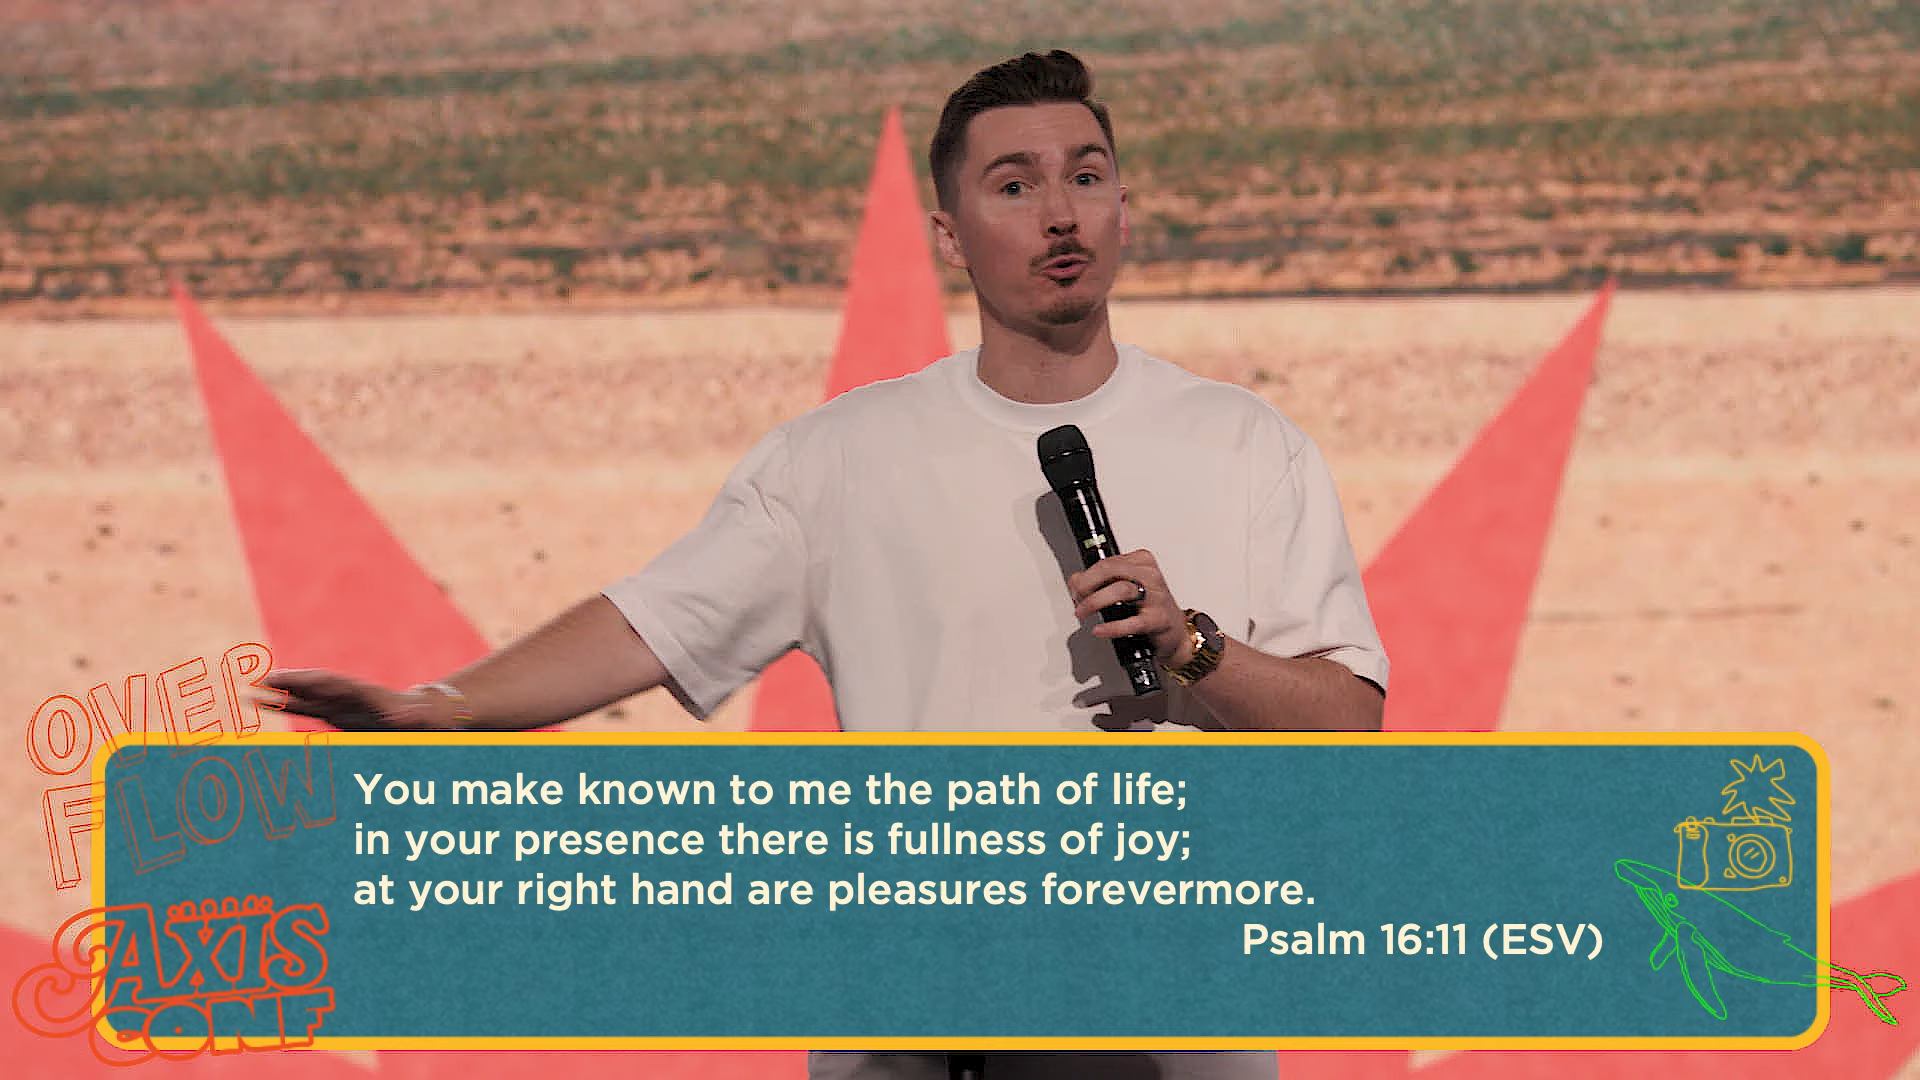 OVER
FLOW
AXIS
CONF
You make known to me the path of life;
in your presence there is fullness of joy;
at your right hand are pleasures forevermore.
Psalm 16:11 (ESV)